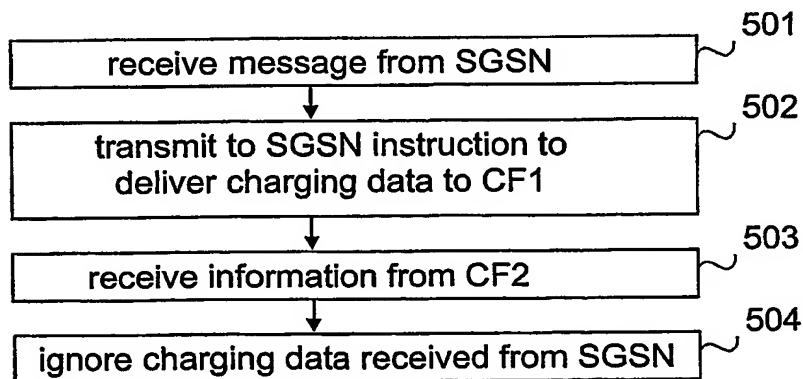 501
receive message from SGSN
502
transmit to SGSN instruction to
deliver charging data to CF1
503
receive information from CF2
504
ignore charging data received from SGSN